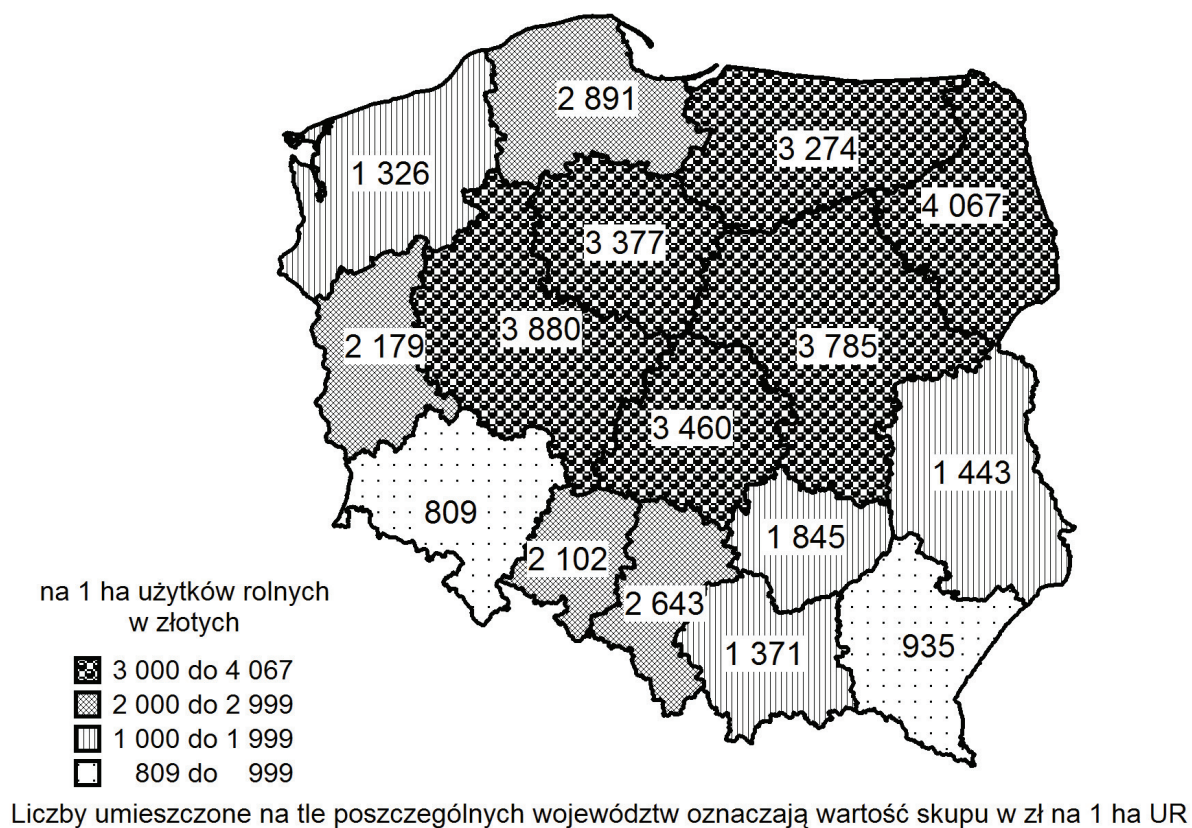 2 891
3 274
1 326
4 067
3 377
3 880
2 179
3 785
3 460
1 443
809
1 845
2 102
2 643
935
1 371
na 1 ha użytków rolnych
w złotych
3 000 do 4 067
2 000 do 2 999
1 000 do 1 999
809 do 999
Liczby umieszczone na tle poszczególnych województw oznaczają wartość skupu w zł na 1 ha UR